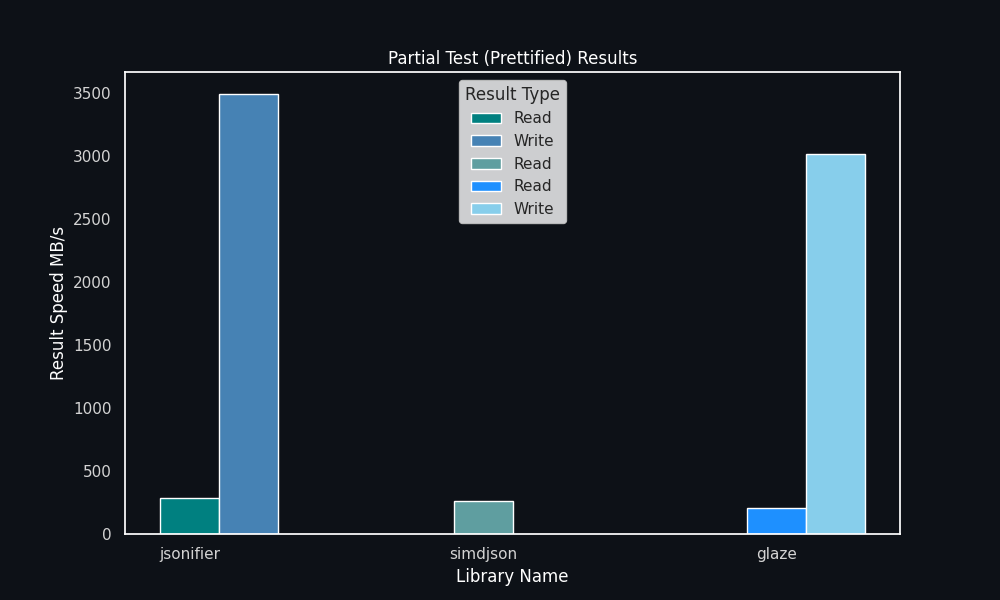 Partial Test (Prettified) Results
Result Type
Read
Write
Read
Read
Write
Result Speed MB/s
3500
3000
2500
2000
1500
1000
500
0
jsonifier
simdjson
glaze
Library Name